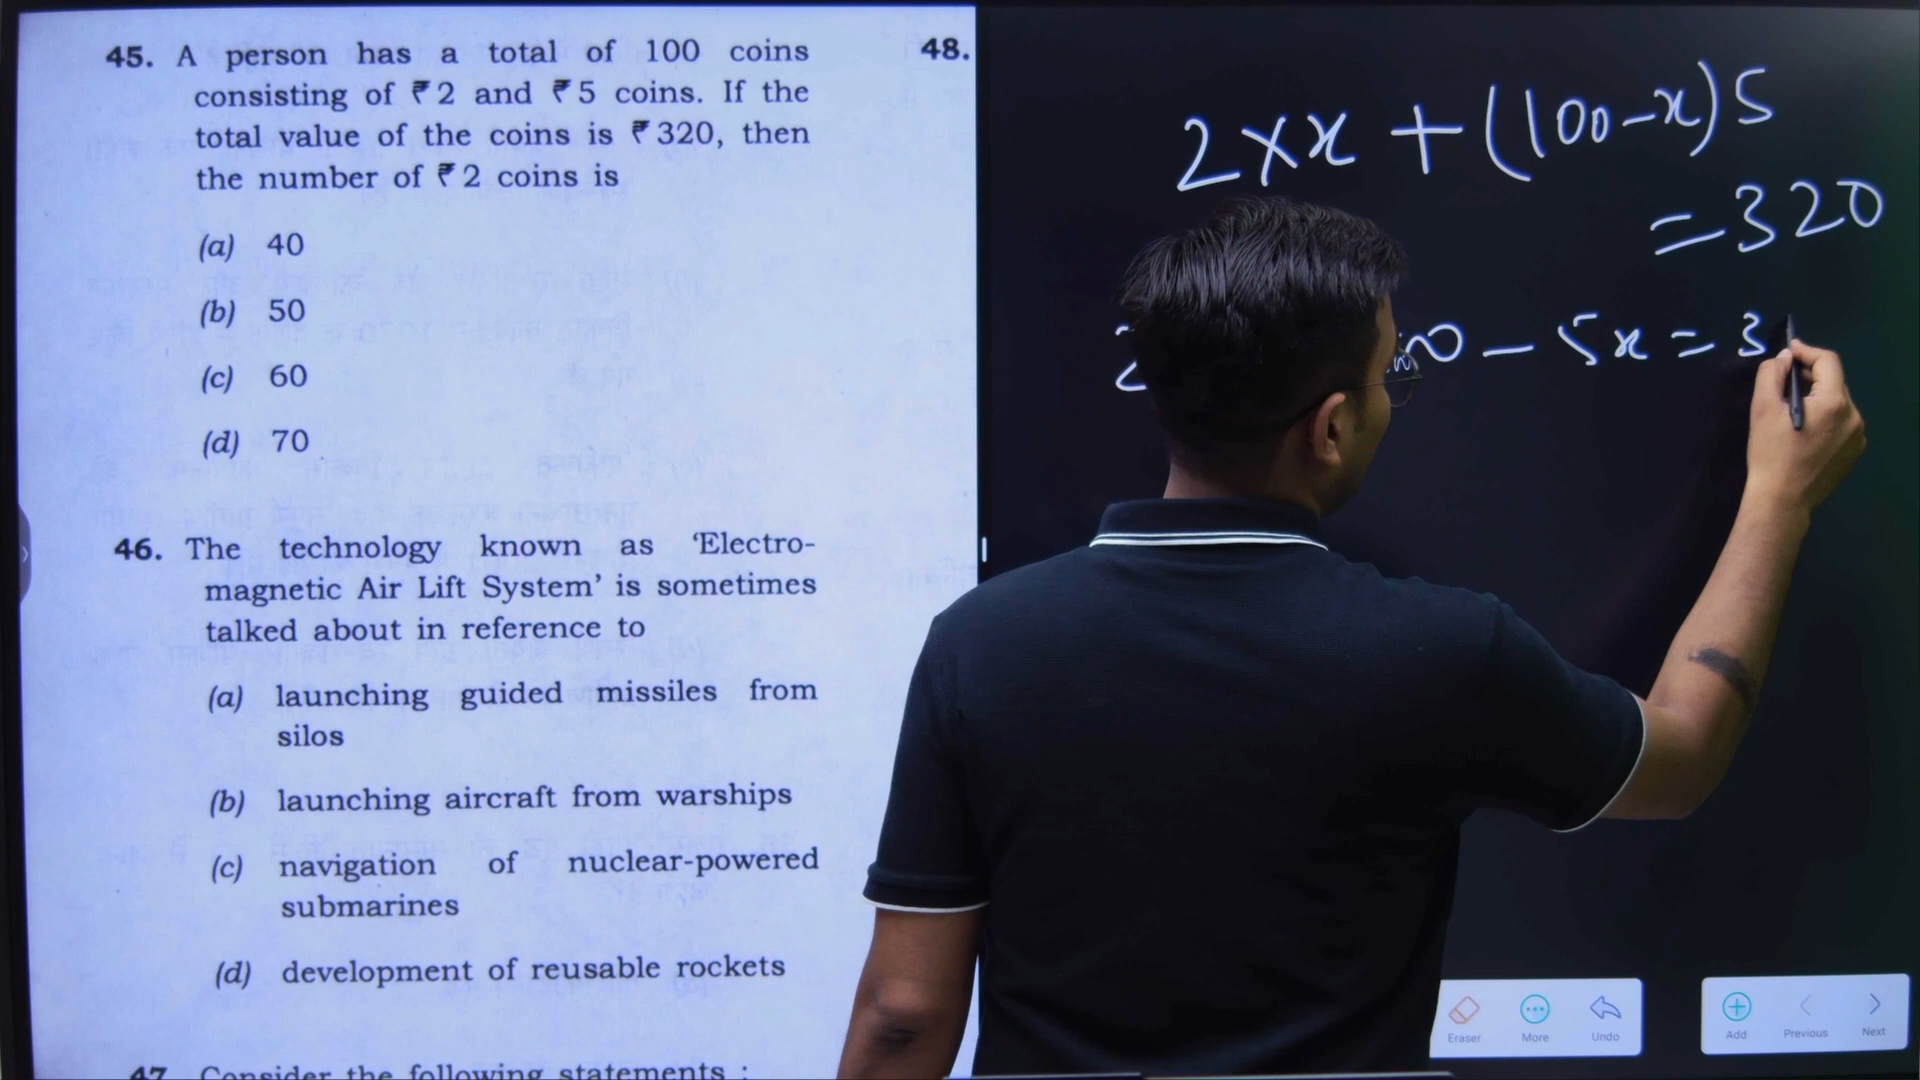 45. A person has a total of 100 coins
consisting of ₹2 and ₹5 coins. If the
total value of the coins is ₹320, then
the number of ₹2 coins is
(a) 40
(b) 50
(c) 60
(d) 70
46. The technology known as ‘Electro-
magnetic Air Lift System’ is sometimes
talked about in reference to
(a) launching guided missiles from
silos
(b) launching aircraft from warships
(c) navigation of nuclear-powered
submarines
(d) development of reusable rockets
47. Consider the following statements :
48.
2×x + (100-x)5
=320
2
0 - 5x = 3
Eraser More Undo
Add Previous Next